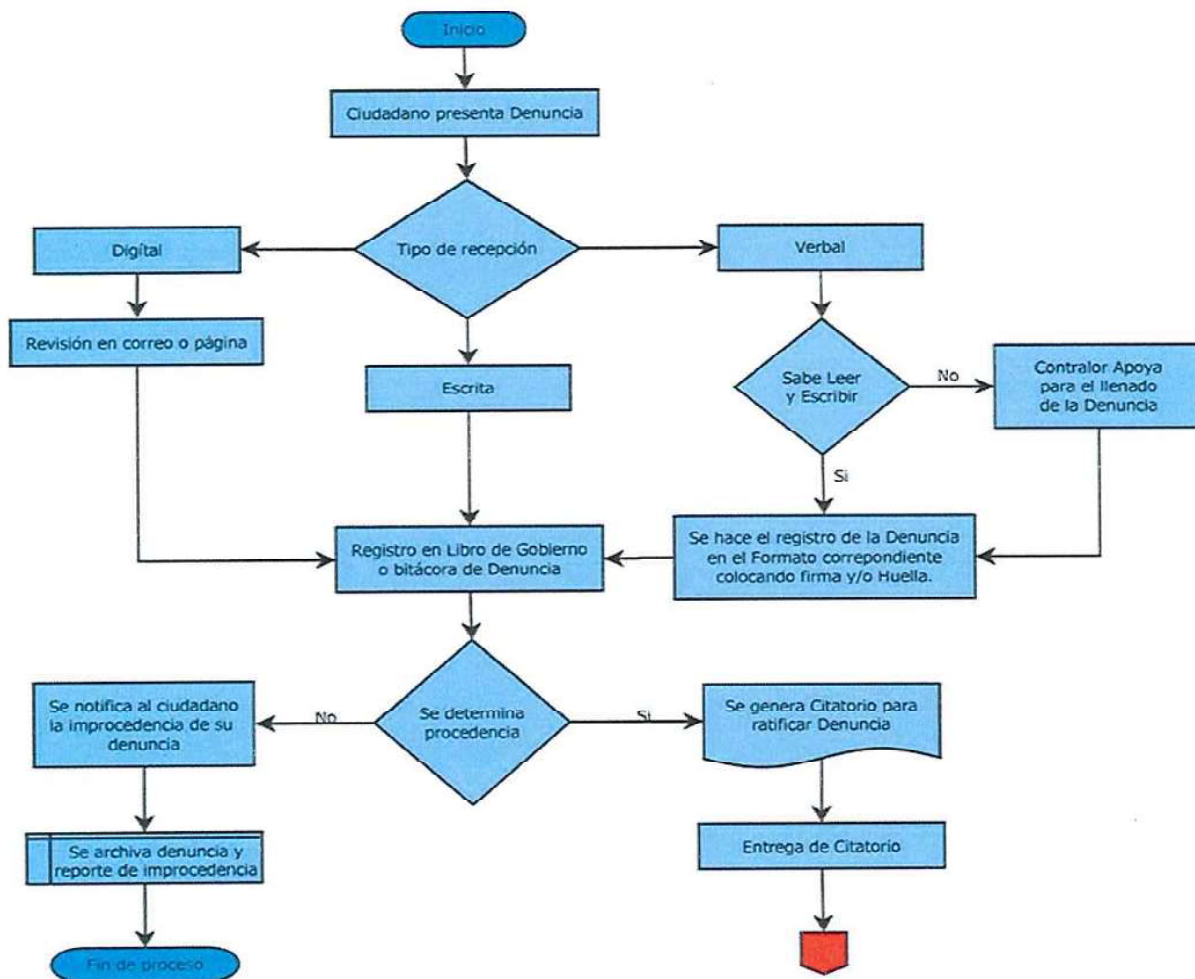 Inicio
Ciudadano presenta Denuncia
Tipo de recepción
Digital
Verbal
Revisión en correo o página
Escrita
Sabe Leer
y Escribir
No
Contralor Apoya
para el llenado
de la Denuncia
Si
Registro en Libro de Gobierno
o bitácora de Denuncia
Se hace el registro de la Denuncia
en el Formato correpondiente
colocando firma y/o Huella.
Se notifica al ciudadano
la improcedencia de su
denuncia
No
Se determina
procedencia
Si
Se genera Citatorio para
ratificar Denuncia
Se archiva denuncia y
reporte de improcedencia
Entrega de Citatorio
Fin de proceso